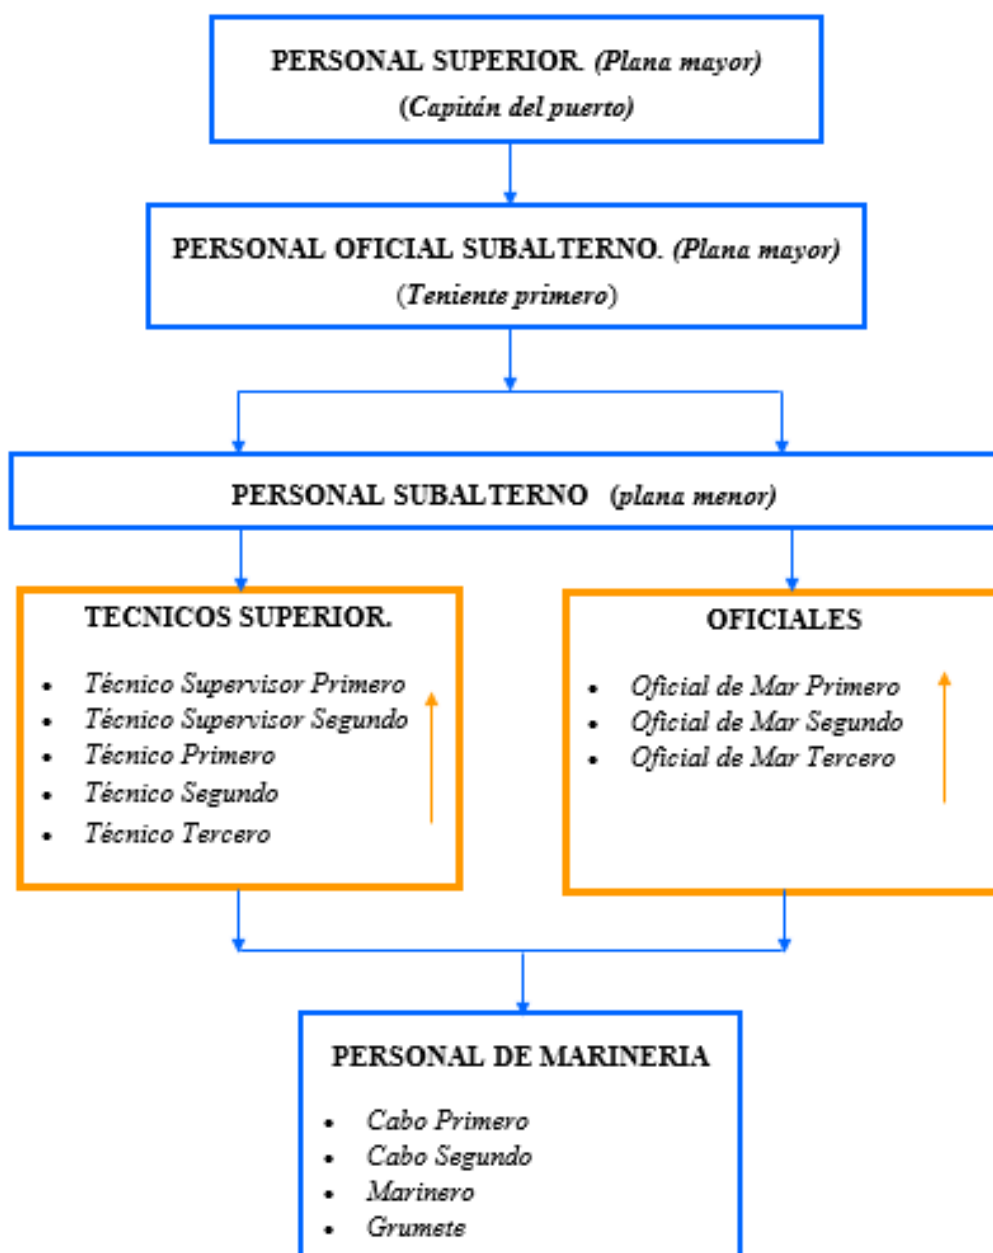 PERSONAL SUPERIOR. (Plana mayor)
(Capitán del puerto)
PERSONAL OFICIAL SUBALTERNO. (Plana mayor)
(Teniente primero)
PERSONAL SUBALTERNO (plana menor)
TECNICOS SUPERIOR.
• Técnico Supervisor Primero
• Técnico Supervisor Segundo
• Técnico Primero
• Técnico Segundo
• Técnico Tercero
OFICIALES
• Oficial de Mar Primero
• Oficial de Mar Segundo
• Oficial de Mar Tercero
PERSONAL DE MARINERIA
• Cabo Primero
• Cabo Segundo
• Marinero
• Grumete